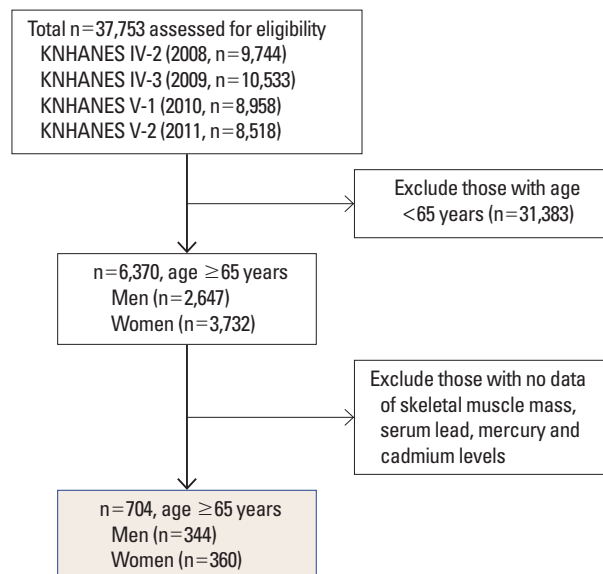 Total n=37,753 assessed for eligibility
KNHANES IV-2 (2008, n=9,744)
KNHANES IV-3 (2009, n=10,533)
KNHANES V-1 (2010, n=8,958)
KNHANES V-2 (2011, n=8,518)
Exclude those with age
<65 years (n=31,383)
n=6,370, age ≥65 years
Men (n=2,647)
Women (n=3,732)
Exclude those with no data
of skeletal muscle mass,
serum lead, mercury and
cadmium levels
n=704, age ≥65 years
Men (n=344)
Women (n=360)